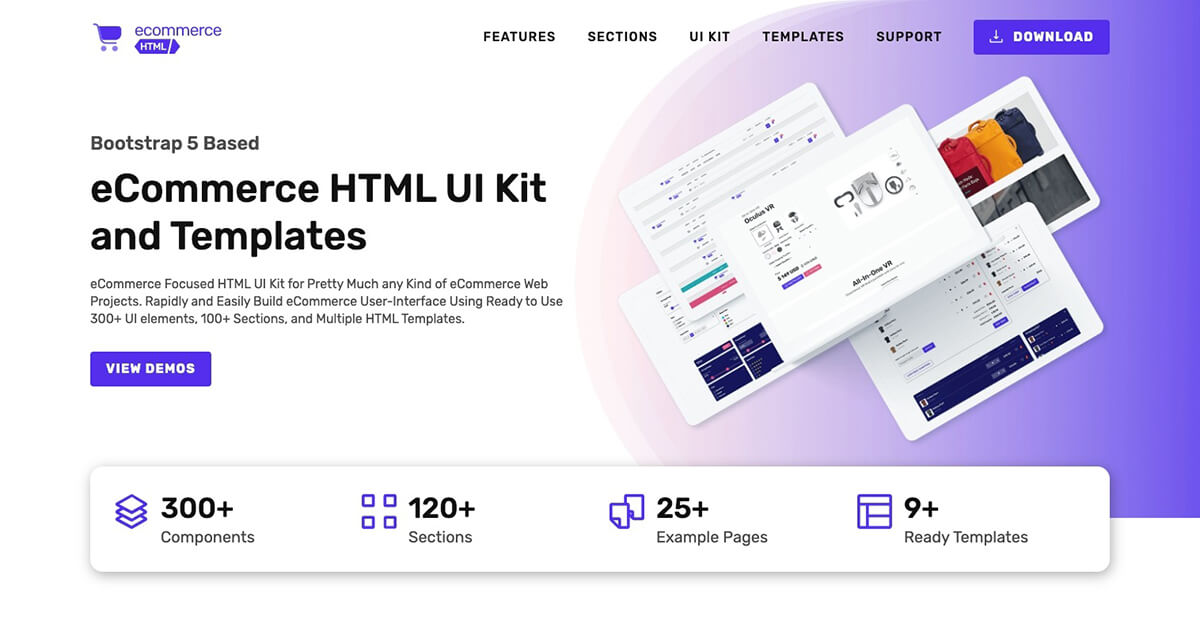 ecommerce
HTML
FEATURES
SECTIONS
UI KIT
TEMPLATES
SUPPORT
DOWNLOAD
Bootstrap 5 Based
eCommerce HTML UI Kit
and Templates
eCommerce Focused HTML UI Kit for Pretty Much any Kind of eCommerce Web
Projects. Rapidly and Easily Build eCommerce User-Interface Using Ready to Use
300+ UI elements, 100+ Sections, and Multiple HTML Templates.
VIEW DEMOS
Oculus VR
All-In-One VR
300+
Components
120+
Sections
25+
Example Pages
9+
Ready Templates